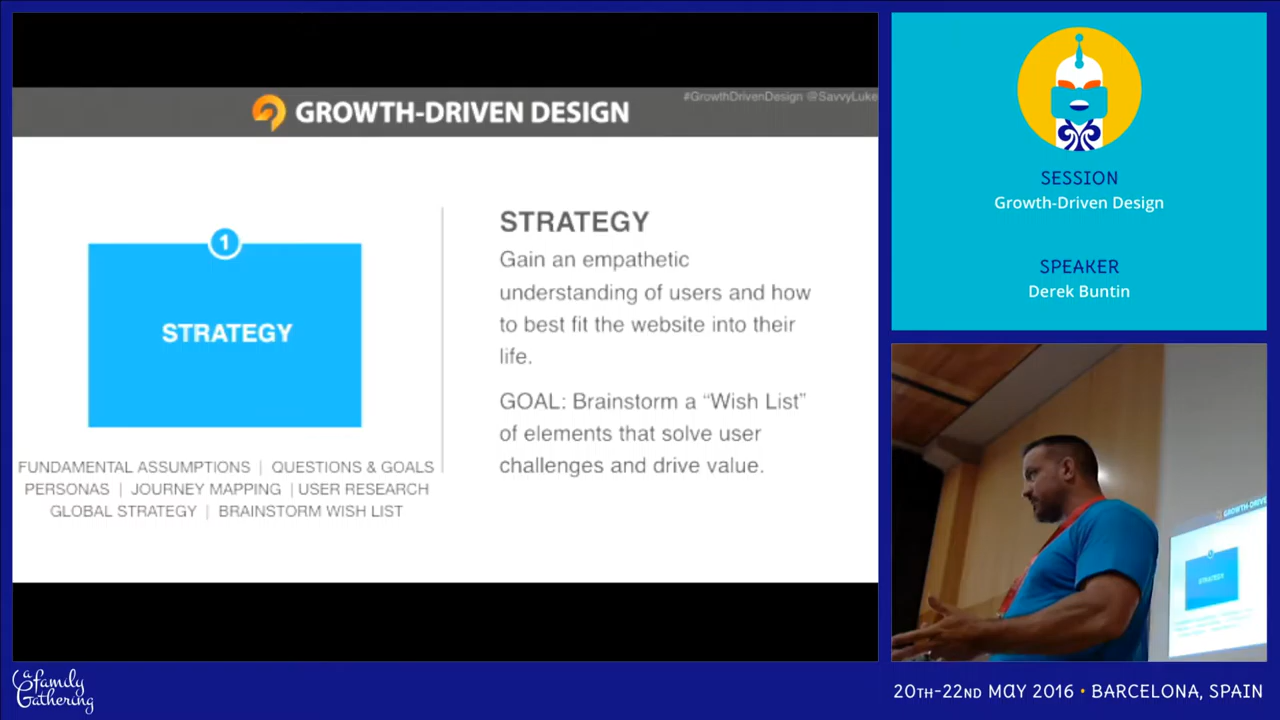 #GrowthDrivenDesign @SavvyLuke
GROWTH-DRIVEN DESIGN
1
STRATEGY
FUNDAMENTAL ASSUMPTIONS | QUESTIONS & GOALS
PERSONAS | JOURNEY MAPPING | USER RESEARCH
GLOBAL STRATEGY | BRAINSTORM WISH LIST
STRATEGY
Gain an empathetic
understanding of users and how
to best fit the website into their
life.
GOAL: Brainstorm a “Wish List”
of elements that solve user
challenges and drive value.
SESSION
Growth-Driven Design
SPEAKER
Derek Buntin
GROWTH-DRIVE
STRATEGY
a family
Gathering
20TH-22ND MAY 2016 • BARCELONA, SPAIN